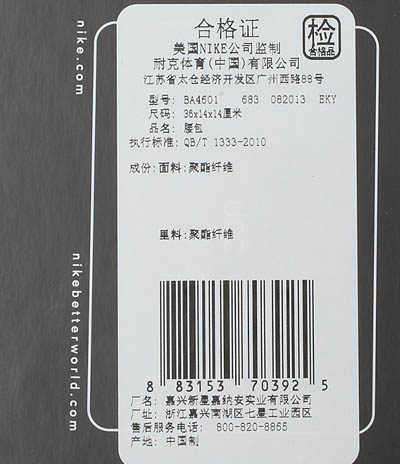 合格证
检
合格品
美国NIKE公司监制
耐克体育(中国)有限公司
江苏省太仓经济开发区广州西路88号
型号: BA4601 683 082013 EKY
尺码: 35x14x14厘米
品名: 腰包
执行标准: QB/T 1333-2010
成份: 面料: 聚酯纤维
里料: 聚酯纤维
8 83153 70392 5
厂名: 嘉兴新星嘉纳安实业有限公司
厂址: 浙江嘉兴南湖区七星工业园区
售后服务电话: 800-820-8865
产地: 中国制
nike.com
nikebetterworld.com